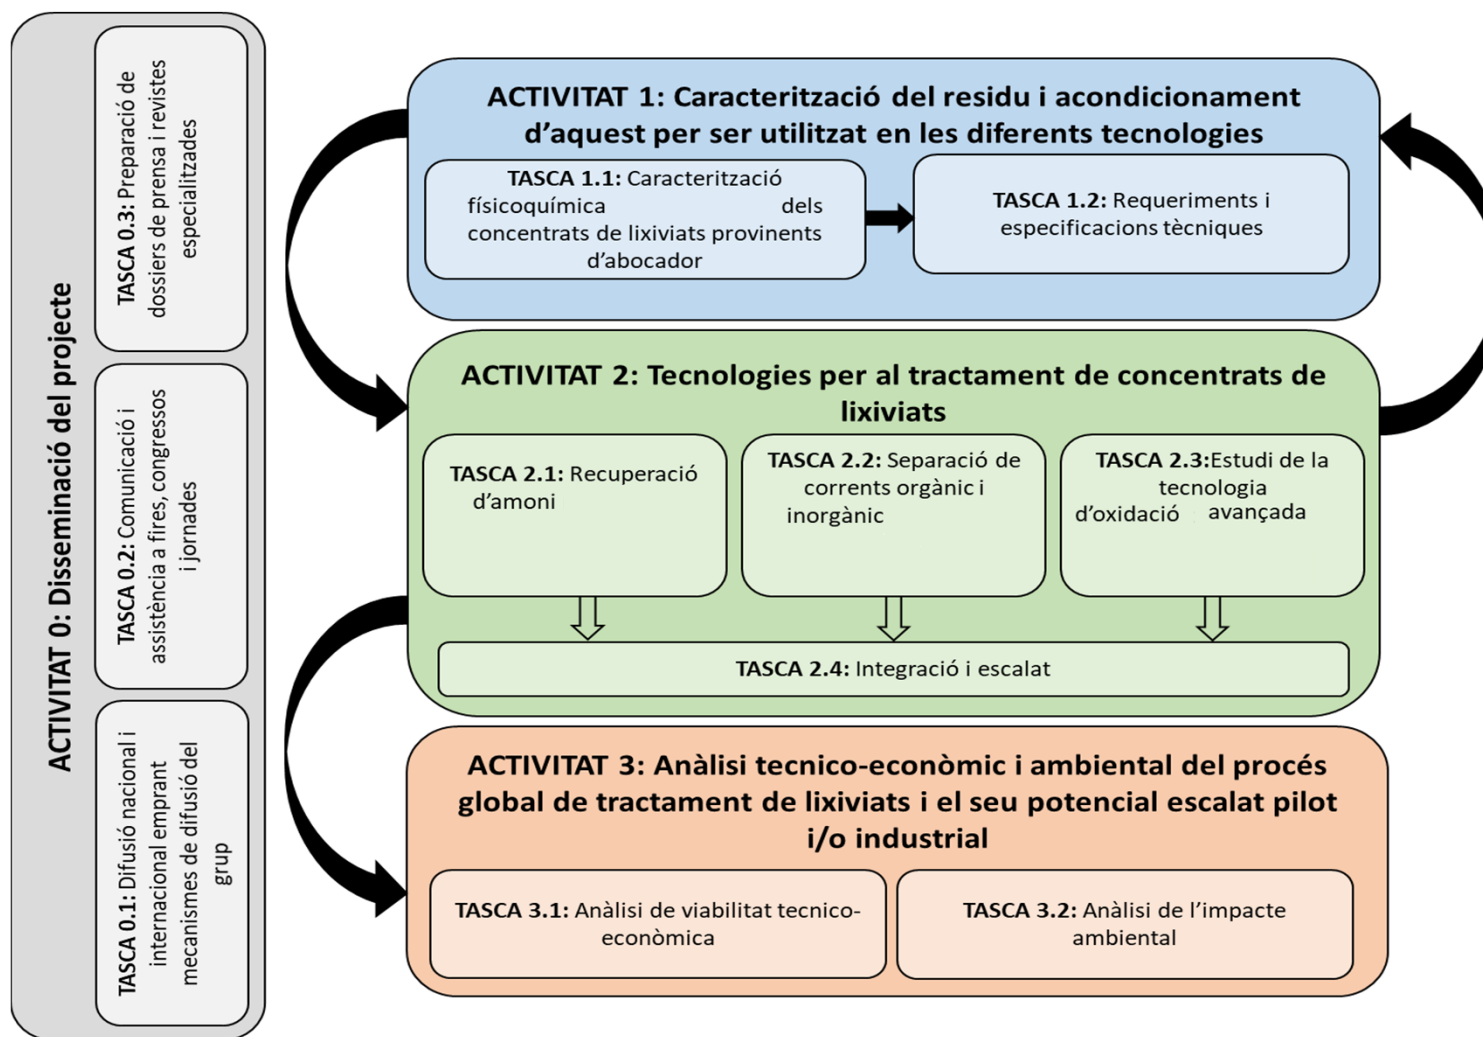 ACTIVITAT 0: Disseminació del projecte
TASCA 0.3: Preparació de
dossiers de prensa i revistes
especialitzades
TASCA 0.2: Comunicació i
assistència a fires, congressos
i jornades
TASCA 0.1: Difusió nacional i
internacional emprant
mecanismes de difusió del
grup
ACTIVITAT 1: Caracterització del residu i acondicionament
d’aquest per ser utilitzat en les diferents tecnologies
TASCA 1.1: Caracterització
físicoquímica dels
concentrats de lixiviats provinents
d’abocador
TASCA 1.2: Requeriments i
especificacions tècniques
ACTIVITAT 2: Tecnologies per al tractament de concentrats de
lixiviats
TASCA 2.1: Recuperació
d’amoni
TASCA 2.2: Separació de
corrents orgànic i
inorgànic
TASCA 2.3:Estudi de la
tecnologia
d’oxidació avançada
TASCA 2.4: Integració i escalat
ACTIVITAT 3: Anàlisi tecnico-econòmic i ambiental del procés
global de tractament de lixiviats i el seu potencial escalat pilot
i/o industrial
TASCA 3.1: Anàlisi de viabilitat tecnico-
econòmica
TASCA 3.2: Anàlisi de l’impacte
ambiental